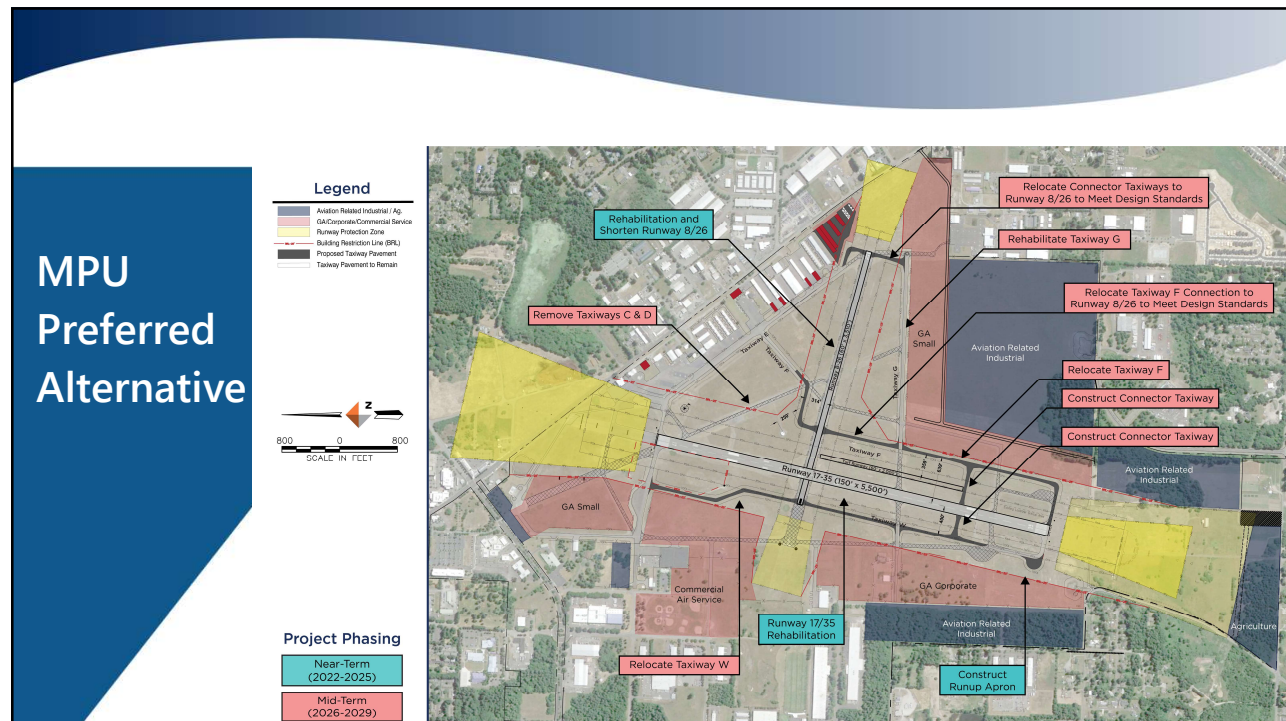 MPU
Preferred
Alternative
Legend
Aviation Related Industrial / Ag.
GA/Corporate/Commercial Service
Runway Protection Zone
Building Restriction Line (BRL)
Proposed Taxiway Pavement
Taxiway Pavement to Remain
Z
800 0 800
SCALE IN FEET
Project Phasing
Near-Term
(2022-2025)
Mid-Term
(2026-2029)
Rehabilitation and
Shorten Runway 8/26
Relocate Connector Taxiways to
Runway 8/26 to Meet Design Standards
Rehabilitate Taxiway G
Relocate Taxiway F Connection to
Runway 8/26 to Meet Design Standards
Remove Taxiways C & D
Relocate Taxiway F
Construct Connector Taxiway
Construct Connector Taxiway
Taxiway E
Taxiway F
Taxiway G
GA
Small
Aviation Related
Industrial
Taxiway F
Runway 17-35 (150' x 5,500')
Taxiway W
Aviation Related
Industrial
GA Small
Commercial
Air Service
GA Corporate
Aviation Related
Industrial
Agriculture
Runway 17/35
Rehabilitation
Relocate Taxiway W
Construct
Runup Apron